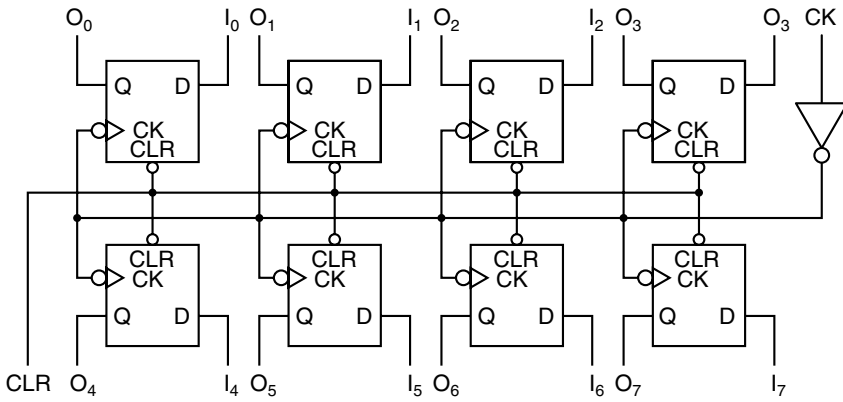 O₀ I₀ O₁ I₁ O₂ I₂ O₃ O₃ CK
Q D Q D Q D Q D
CK CK CK CK
CLR CLR CLR CLR
CLR CLR CLR CLR
CK CK CK CK
Q D Q D Q D Q D
CLR O₄ I₄ O₅ I₅ O₆ I₆ O₇ I₇